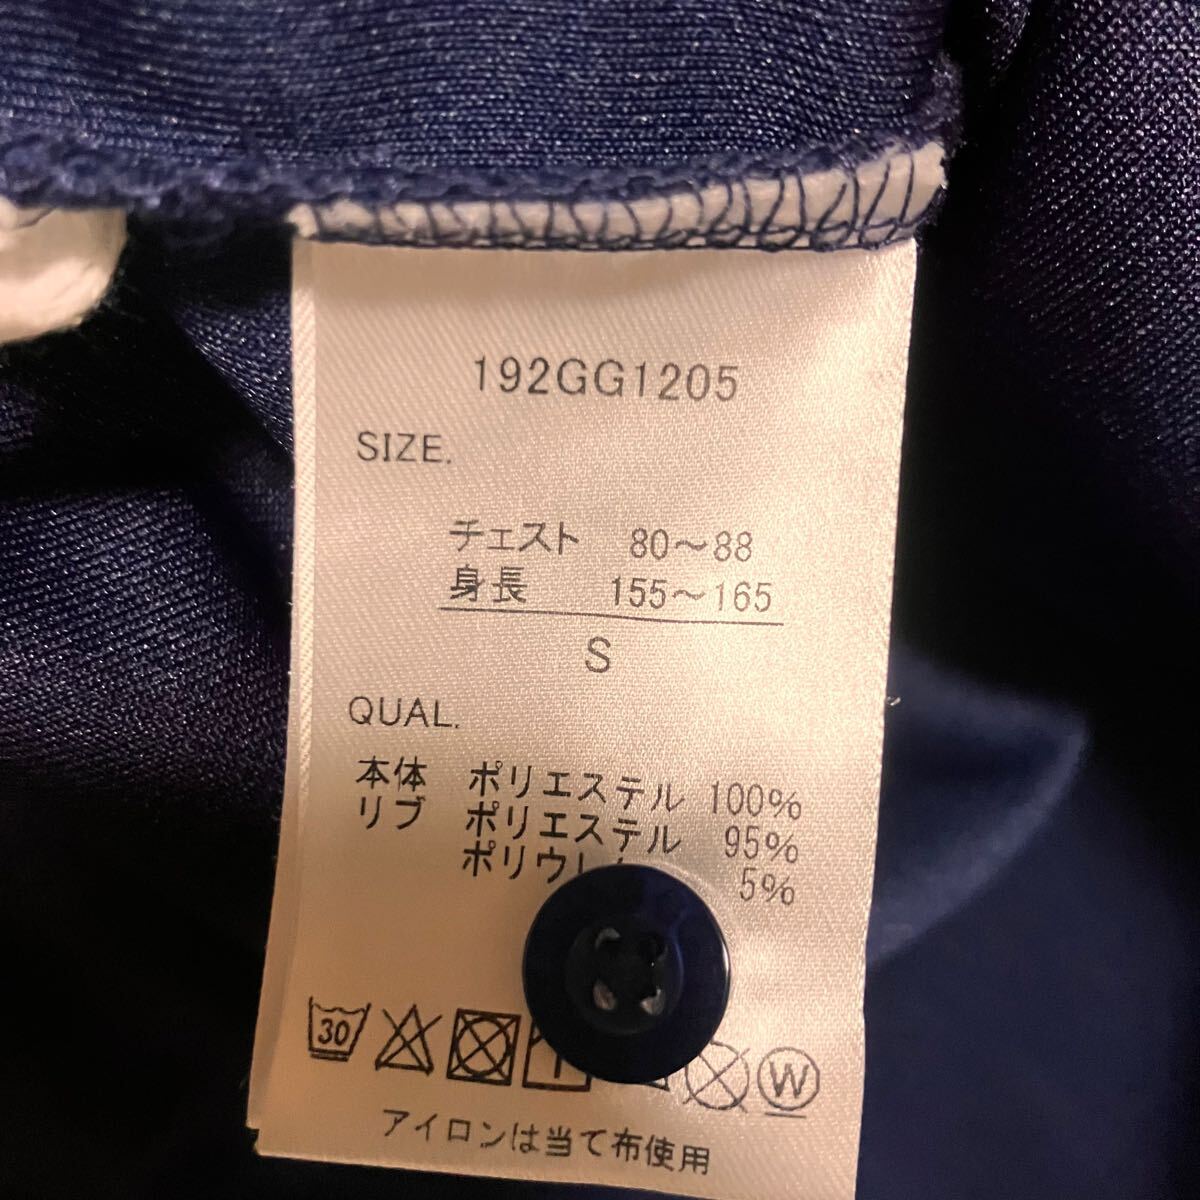 192GG1205
SIZE.
チェスト 80～88
身長 155～165
S
QUAL.
本体 ポリエステル 100%
リブ ポリエステル 95%
5%
30
W
アイロンは当て布使用